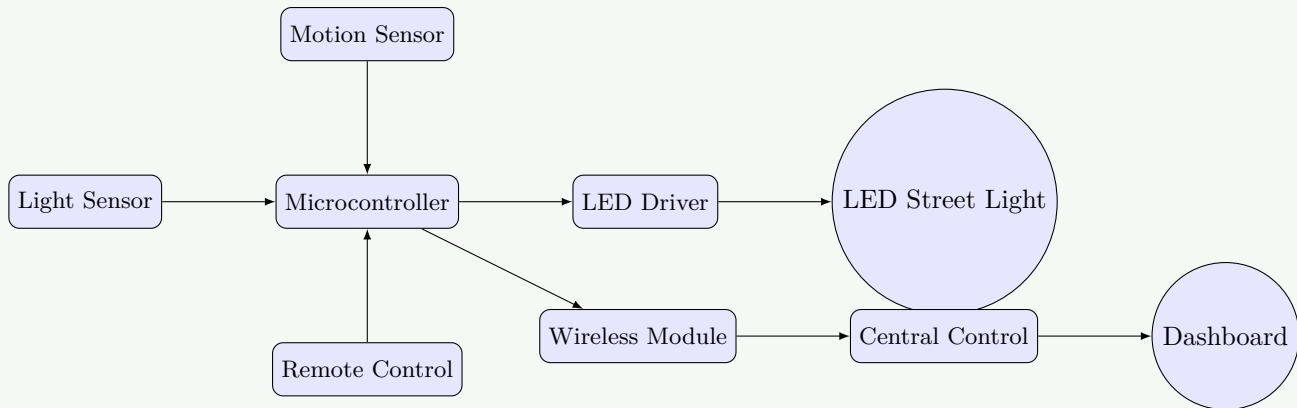 Motion Sensor
Light Sensor
Microcontroller
LED Driver
LED Street Light
Wireless Module
Central Control
Dashboard
Remote Control